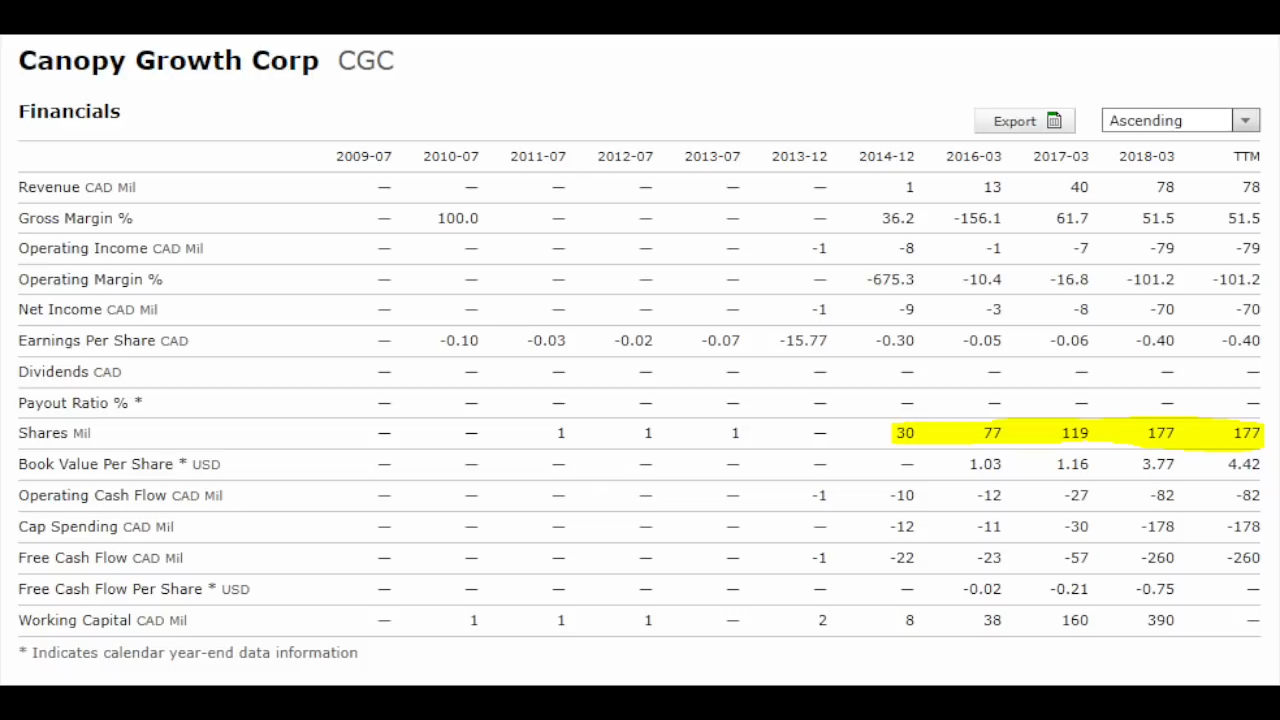 Canopy Growth Corp CGC
Financials
Export Ascending
2009-07 2010-07 2011-07 2012-07 2013-07 2013-12 2014-12 2016-03 2017-03 2018-03 TTM
Revenue CAD Mil — — — — — — 1 13 40 78 78
Gross Margin % — 100.0 — — — — 36.2 -156.1 61.7 51.5 51.5
Operating Income CAD Mil — — — — — -1 -8 -1 -7 -79 -79
Operating Margin % — — — — — — -675.3 -10.4 -16.8 -101.2 -101.2
Net Income CAD Mil — — — — — -1 -9 -3 -8 -70 -70
Earnings Per Share CAD — -0.10 -0.03 -0.02 -0.07 -15.77 -0.30 -0.05 -0.06 -0.40 -0.40
Dividends CAD — — — — — — — — — — —
Payout Ratio % * — — — — — — — — — — —
Shares Mil — — 1 1 1 — 30 77 119 177 177
Book Value Per Share * USD — — — — — — — 1.03 1.16 3.77 4.42
Operating Cash Flow CAD Mil — — — — — -1 -10 -12 -27 -82 -82
Cap Spending CAD Mil — — — — — — -12 -11 -30 -178 -178
Free Cash Flow CAD Mil — — — — — -1 -22 -23 -57 -260 -260
Free Cash Flow Per Share * USD — — — — — — — -0.02 -0.21 -0.75 —
Working Capital CAD Mil — 1 1 1 — 2 8 38 160 390 —
* Indicates calendar year-end data information